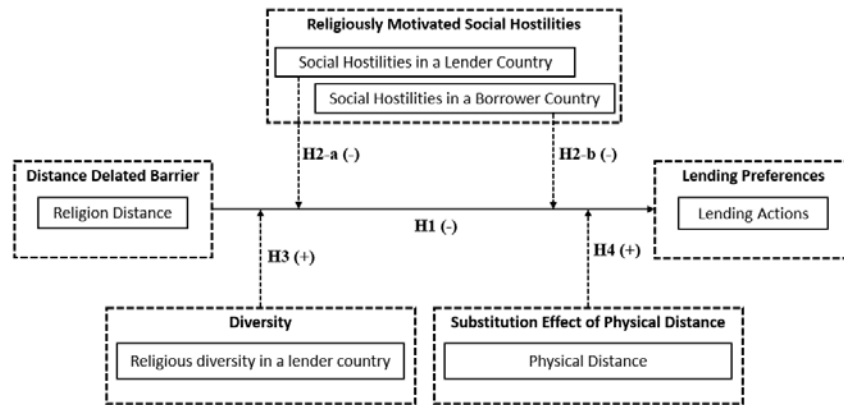 Religiously Motivated Social Hostilities
Social Hostilities in a Lender Country
Social Hostilities in a Borrower Country
H2-a (-)
H2-b (-)
Distance Delated Barrier
Religion Distance
Lending Preferences
Lending Actions
H1 (-)
H3 (+)
H4 (+)
Diversity
Religious diversity in a lender country
Substitution Effect of Physical Distance
Physical Distance